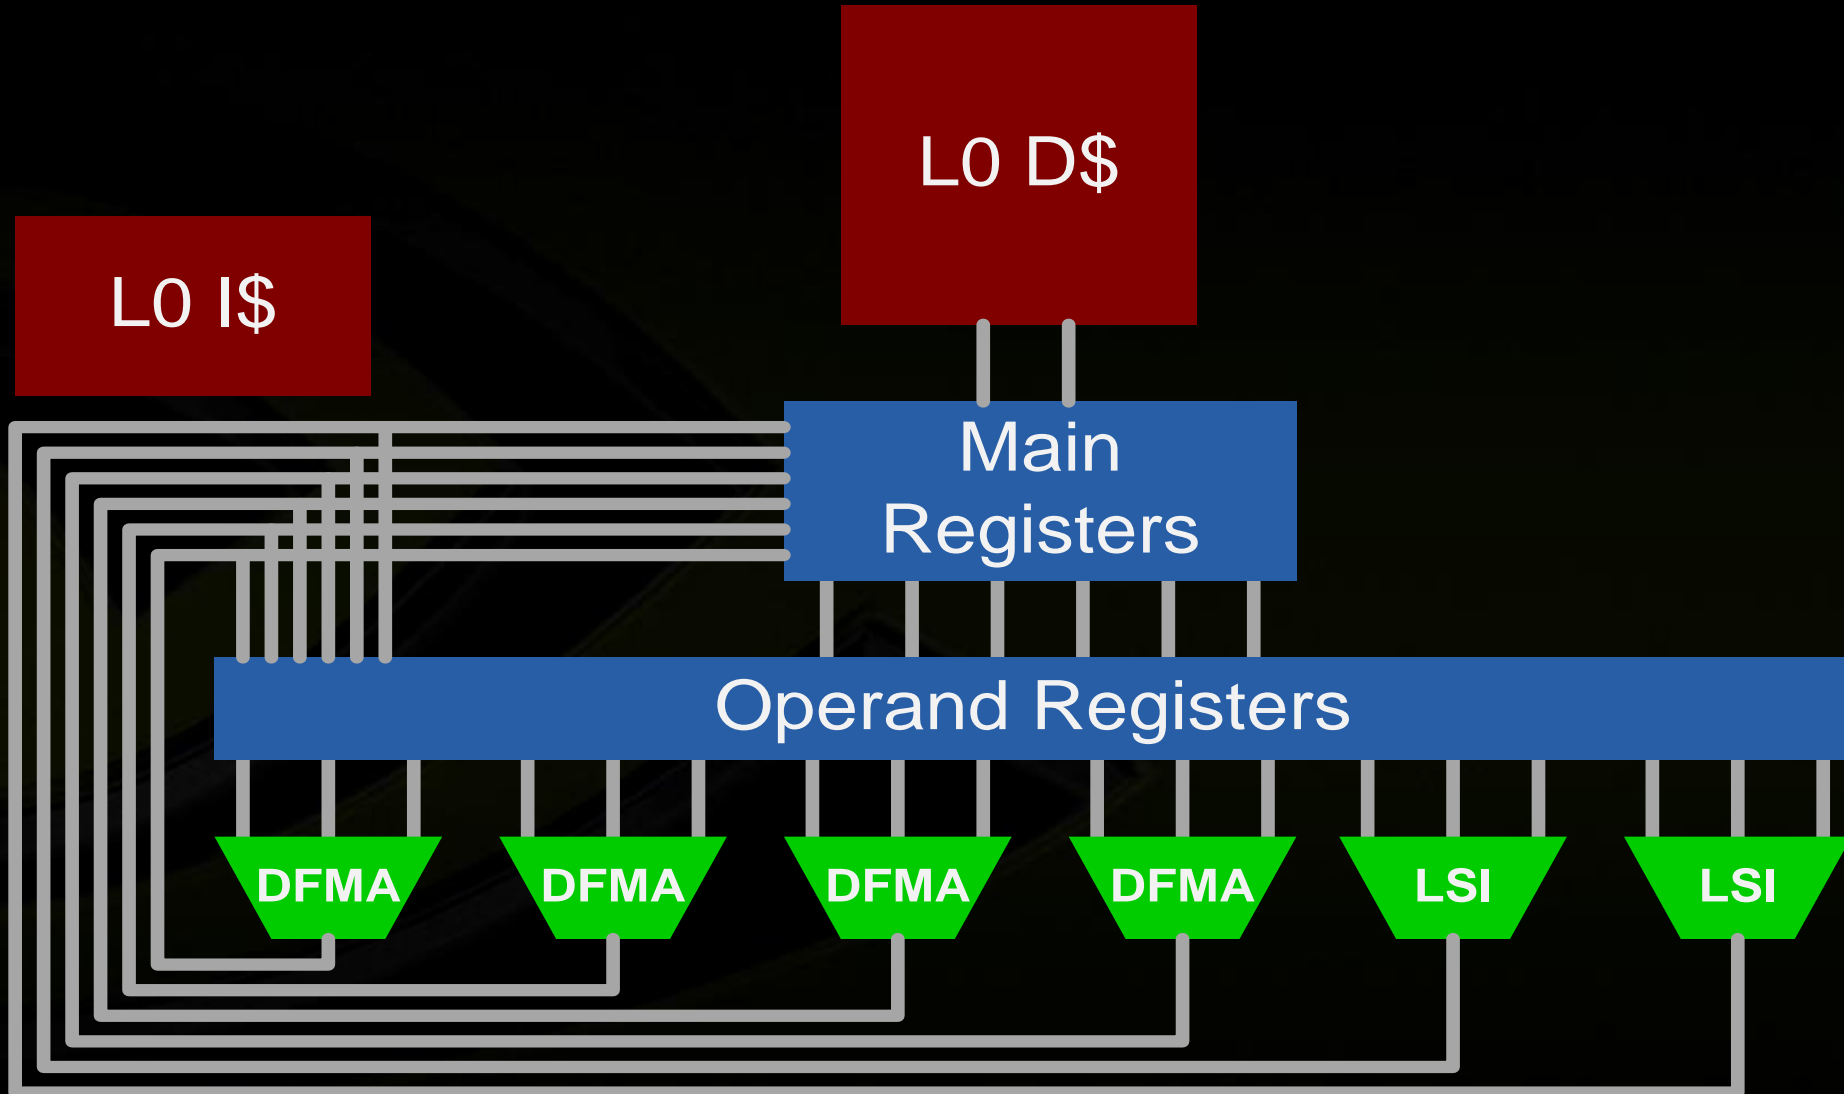 L0 D$
L0 I$
Main
Registers
Operand Registers
DFMA
DFMA
DFMA
DFMA
LSI
LSI